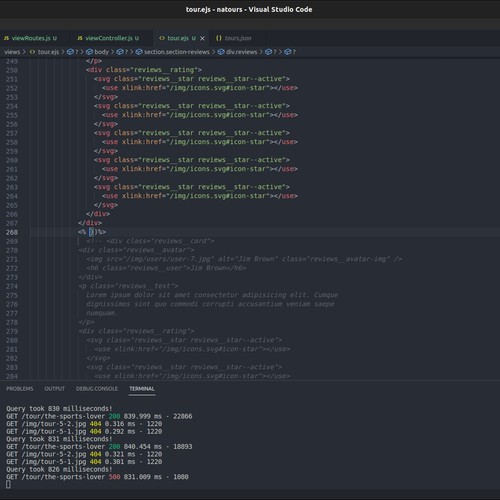 tour.ejs - natours - Visual Studio Code
viewRoutes.js U viewController.js U tour.ejs U × tours.json
views > tour.ejs > ? > body > ? > section.section-reviews > div.reviews > ? > ?
249 </p>
250 <div class="reviews__rating">
251 <svg class="reviews__star reviews__star--active">
252 <use xlink:href="/img/icons.svg#icon-star"></use>
253 </svg>
254 <svg class="reviews__star reviews__star--active">
255 <use xlink:href="/img/icons.svg#icon-star"></use>
256 </svg>
257 <svg class="reviews__star reviews__star--active">
258 <use xlink:href="/img/icons.svg#icon-star"></use>
259 </svg>
260 <svg class="reviews__star reviews__star--active">
261 <use xlink:href="/img/icons.svg#icon-star"></use>
262 </svg>
263 <svg class="reviews__star reviews__star--active">
264 <use xlink:href="/img/icons.svg#icon-star"></use>
265 </svg>
266 </div>
267 </div>
268 <% })%>
269 <!-- <div class="reviews__card">
270 <div class="reviews__avatar">
271 <img src="/img/users/user-7.jpg" alt="Jim Brown" class="reviews__avatar-img" />
272 <h6 class="reviews__user">Jim Brown</h6>
273 </div>
274 <p class="reviews__text">
275 Lorem ipsum dolor sit amet consectetur adipisicing elit. Cumque
276 dignissimos sint quo commodi corrupti accusantium veniam saepe
277 numquam.
278 </p>
279 <div class="reviews__rating">
280 <svg class="reviews__star reviews__star--active">
281 <use xlink:href="/img/icons.svg#icon-star"></use>
282 </svg>
283 <svg class="reviews__star reviews__star--active">
284 <use xlink:href="/img/icons.svg#icon-star"></use>
PROBLEMS OUTPUT DEBUG CONSOLE TERMINAL
Query took 830 milliseconds!
GET /tour/the-sports-lover 200 839.999 ms - 22866
GET /img/tour-5-2.jpg 404 0.316 ms - 1220
GET /img/tour-5-1.jpg 404 0.292 ms - 1220
Query took 831 milliseconds!
GET /tour/the-sports-lover 200 840.454 ms - 18893
GET /img/tour-5-2.jpg 404 0.321 ms - 1220
GET /img/tour-5-1.jpg 404 0.301 ms - 1220
Query took 826 milliseconds!
GET /tour/the-sports-lover 500 831.009 ms - 1080